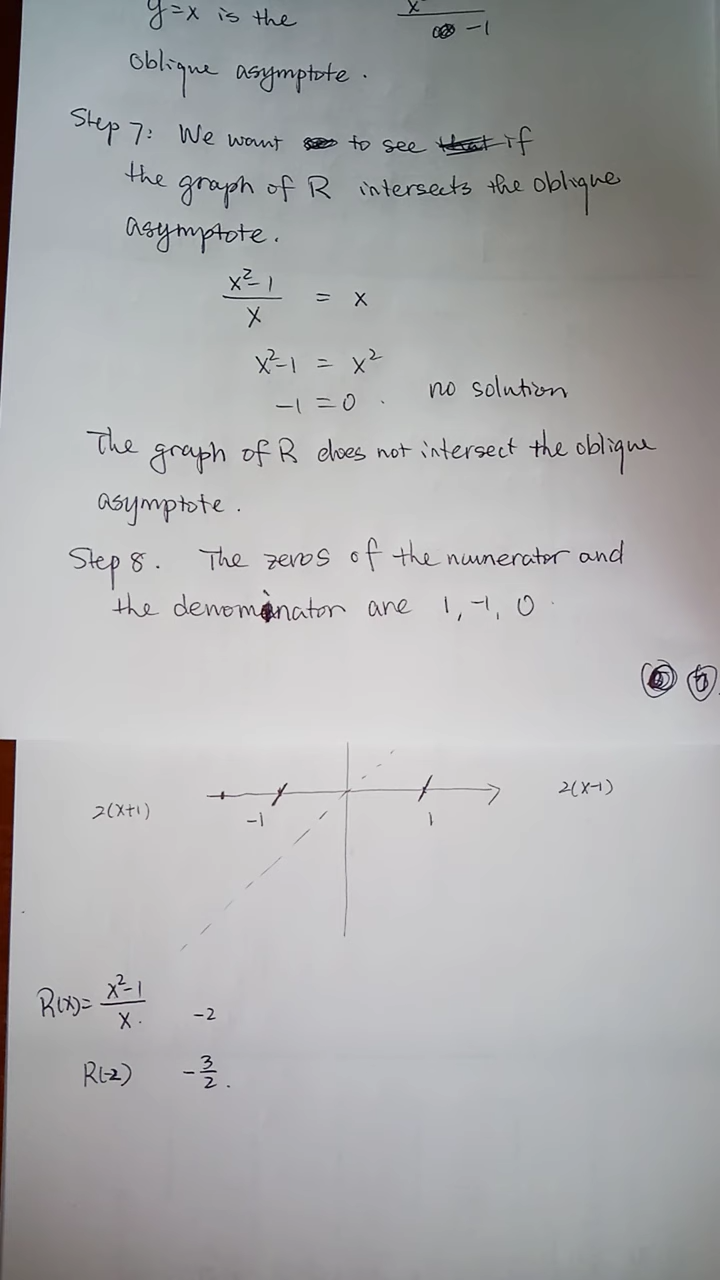 y=x is the
x
-1
oblique asymptote.
Step 7: We want to see if
the graph of R intersects the oblique
asymptote.
x²-1
x
= x
x²-1 = x²
-1 = 0. no solution
The graph of R does not intersect the oblique
asymptote.
Step 8. The zeros of the numerator and
the denominator are 1, -1, 0.
2(x+1)
2(x-1)
-1
1
R(x)= x²-1
x.
-2
R(-2) -3/2.